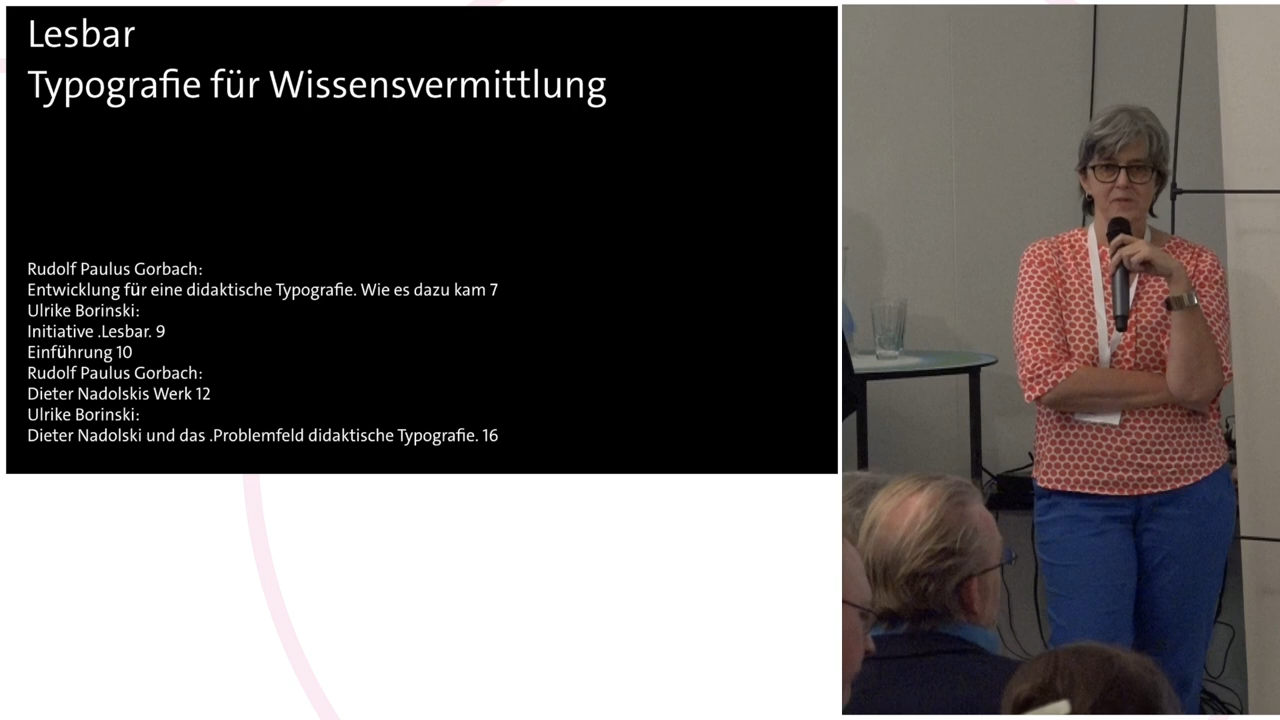 Lesbar
Typografie für Wissensvermittlung
Rudolf Paulus Gorbach:
Entwicklung für eine didaktische Typografie. Wie es dazu kam 7
Ulrike Borinski:
Initiative .Lesbar. 9
Einführung 10
Rudolf Paulus Gorbach:
Dieter Nadolskis Werk 12
Ulrike Borinski:
Dieter Nadolski und das .Problemfeld didaktische Typografie. 16